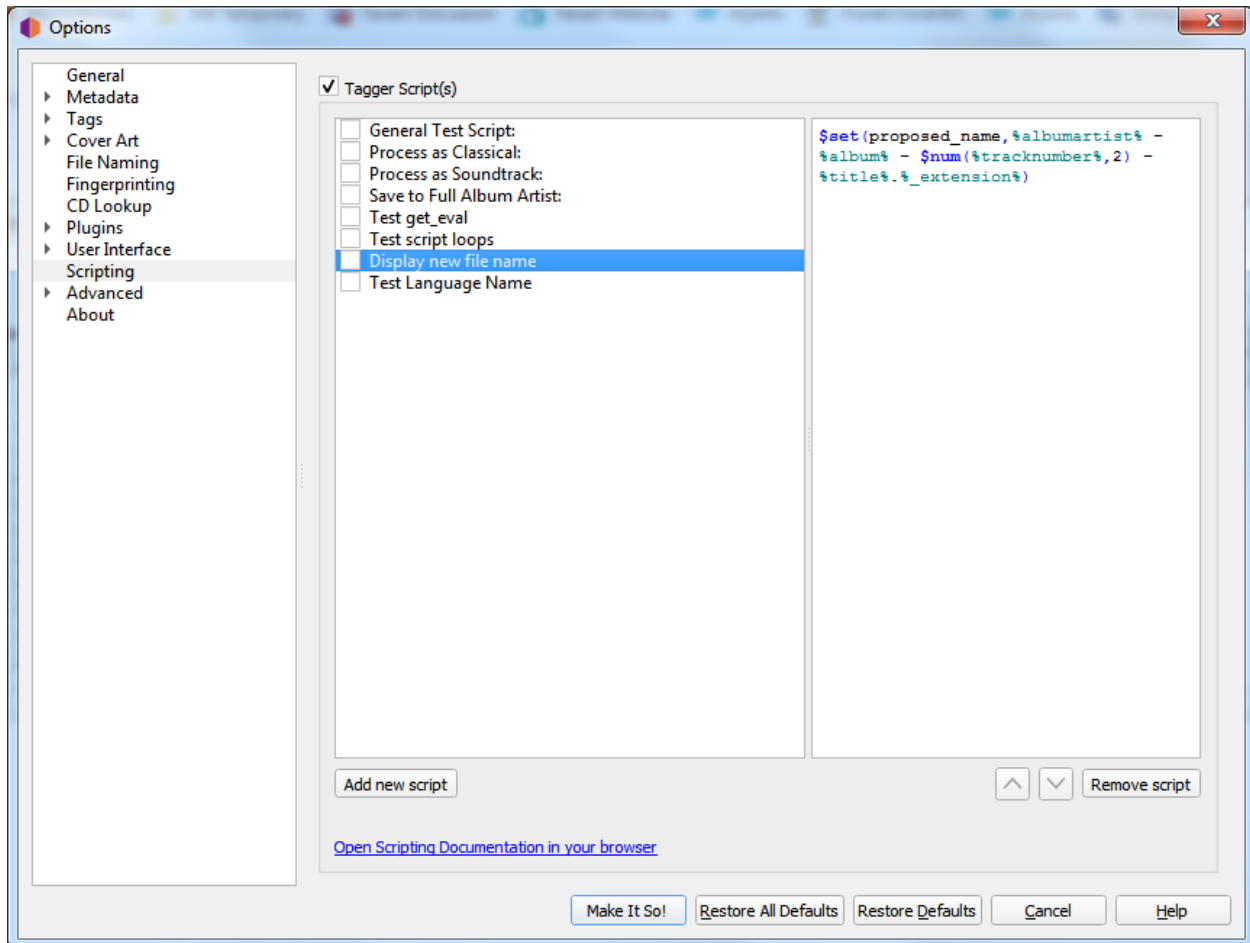 Options
General
Metadata
Tags
Cover Art
File Naming
Fingerprinting
CD Lookup
Plugins
User Interface
Scripting
Advanced
About
Tagger Script(s)
General Test Script:
Process as Classical:
Process as Soundtrack:
Save to Full Album Artist:
Test get_eval
Test script loops
Display new file name
Test Language Name
$set(proposed_name,%albumartist% -
%album% - $num(%tracknumber%,2) -
%title%.%_extension%)
Add new script
Remove script
Open Scripting Documentation in your browser
Make It So!
Restore All Defaults
Restore Defaults
Cancel
Help